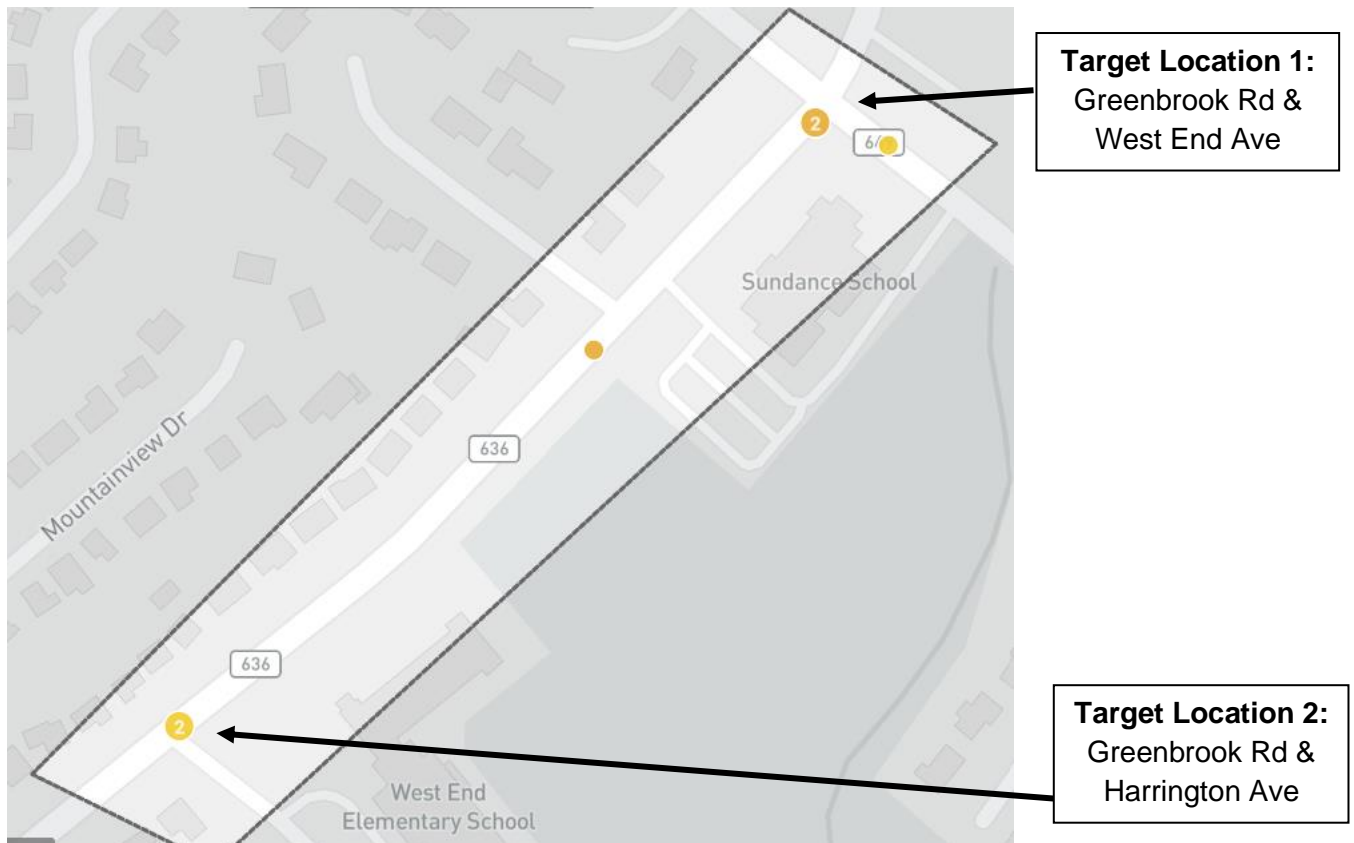 Target Location 1:
Greenbrook Rd &
West End Ave
2
Sundance School
636
Mountainview Dr
636
2
West End
Elementary School
Target Location 2:
Greenbrook Rd &
Harrington Ave